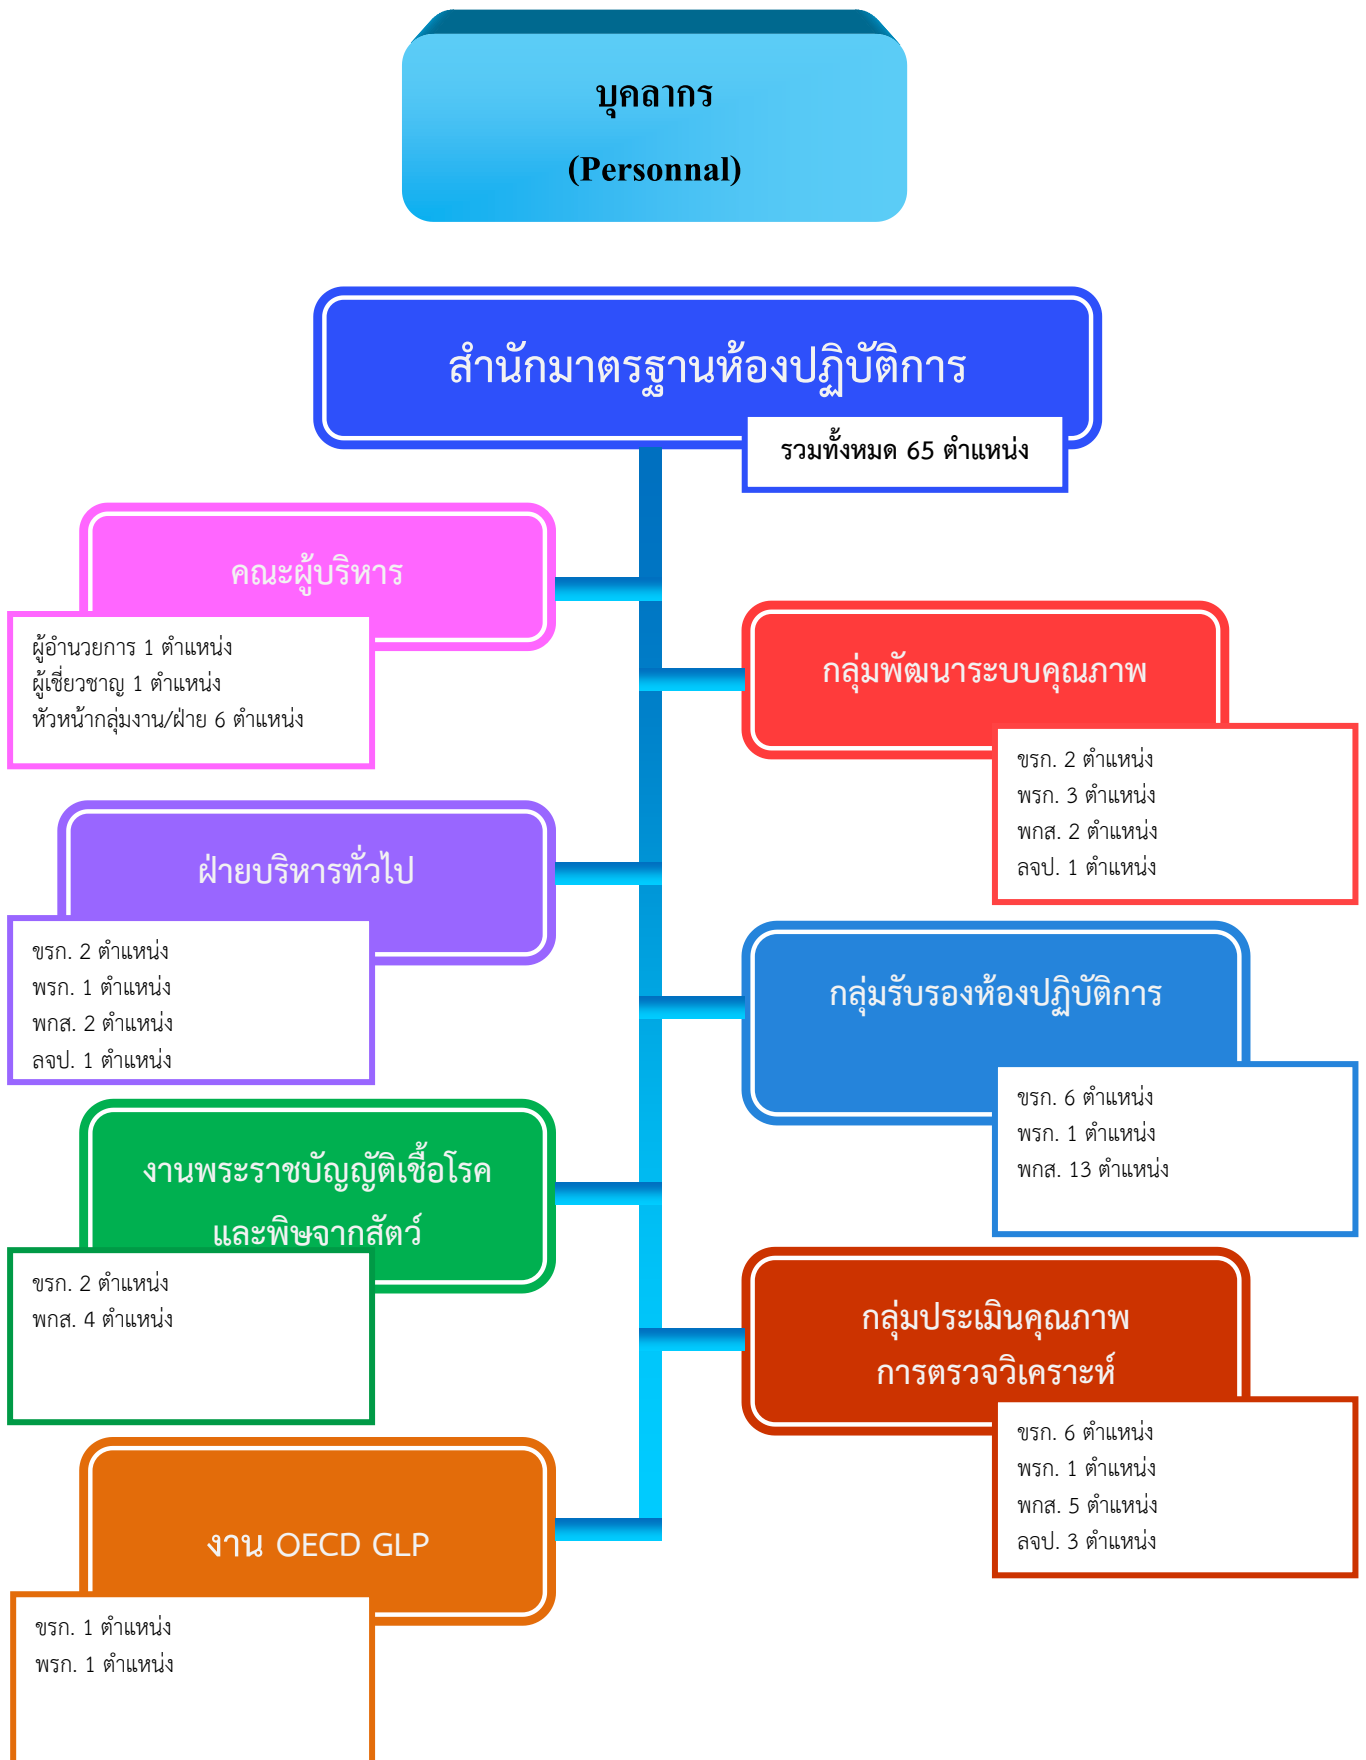 บุคลากร
(Personnal)
สำนักมาตรฐานห้องปฏิบัติการ
รวมทั้งหมด 65 ตำแหน่ง
คณะผู้บริหาร
ผู้อำนวยการ 1 ตำแหน่ง
ผู้เชี่ยวชาญ 1 ตำแหน่ง
หัวหน้ากลุ่มงาน/ฝ่าย 6 ตำแหน่ง
กลุ่มพัฒนาระบบคุณภาพ
ขรก. 2 ตำแหน่ง
พรก. 3 ตำแหน่ง
พกส. 2 ตำแหน่ง
ลจป. 1 ตำแหน่ง
ฝ่ายบริหารทั่วไป
ขรก. 2 ตำแหน่ง
พรก. 1 ตำแหน่ง
พกส. 2 ตำแหน่ง
ลจป. 1 ตำแหน่ง
กลุ่มรับรองห้องปฏิบัติการ
ขรก. 6 ตำแหน่ง
พรก. 1 ตำแหน่ง
พกส. 13 ตำแหน่ง
งานพระราชบัญญัติเชื้อโรค
และพิษจากสัตว์
ขรก. 2 ตำแหน่ง
พกส. 4 ตำแหน่ง
กลุ่มประเมินคุณภาพ
การตรวจวิเคราะห์
ขรก. 6 ตำแหน่ง
พรก. 1 ตำแหน่ง
พกส. 5 ตำแหน่ง
ลจป. 3 ตำแหน่ง
งาน OECD GLP
ขรก. 1 ตำแหน่ง
พรก. 1 ตำแหน่ง